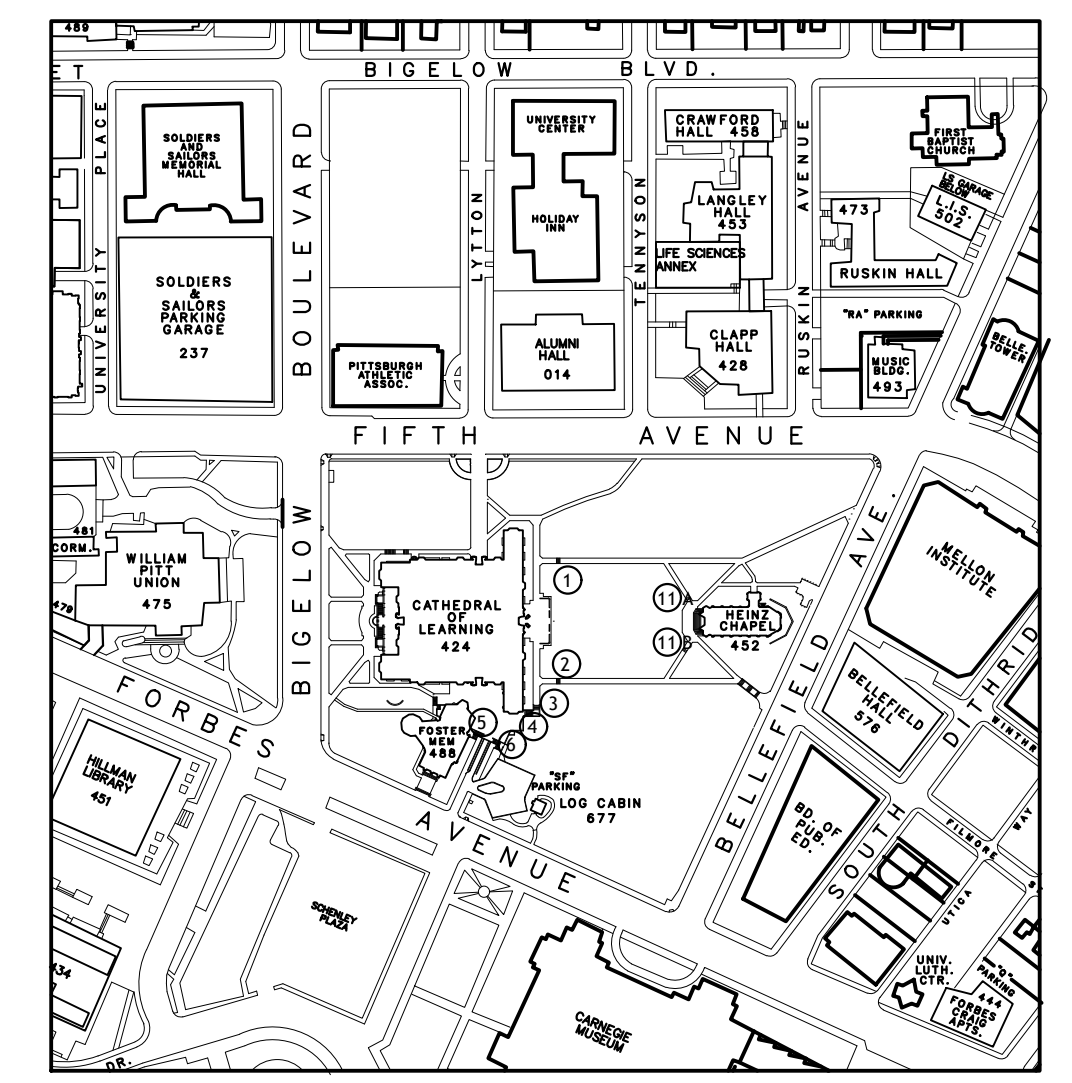 489
ET
BIGELOW BLVD.
UNIVERSITY PLACE
SOLDIERS
AND
SAILORS
MEMORIAL
HALL
BOULEVARD
LYTTON
UNIVERSITY
CENTER
HOLIDAY
INN
TENNYSON
CRAWFORD
HALL 458
LANGLEY
HALL
453
LIFE SCIENCES
ANNEX
RUSKIN AVENUE
FIRST
BAPTIST
CHURCH
LS GARAGE
BELOW
L.I.S.
502
473
RUSKIN HALL
SOLDIERS
&
SAILORS
PARKING
GARAGE
237
PITTSBURGH
ATHLETIC
ASSOC.
ALUMNI
HALL
014
CLAPP
HALL
428
"RA" PARKING
MUSIC
BLDG.
493
BELLE.
TOWER
FIFTH AVENUE
481
CORM.
WILLIAM
PITT
UNION
475
479
BIGELOW
CATHEDRAL
OF
LEARNING
424
1
2
3
4
5
6
11 A
11 B
HEINZ
CHAPEL
452
MELLON
INSTITUTE
BELLEFIELD AVE.
BELLEFIELD
HALL
576
SOUTH DITHRID
WINTHR
FORBES AVENUE
FOSTER
MEM
488
"SF"
PARKING
LOG CABIN
677
HILLMAN
LIBRARY
451
BD. OF
PUB.
ED.
FILMORE
WAY
UTICA
S
SCHENLEY
PLAZA
434
UNIV.
LUTH.
CTR.
"Q"
PARKING
444
FORBES
CRAIG
APTS.
CARNEGIE
MUSEUM
DR.